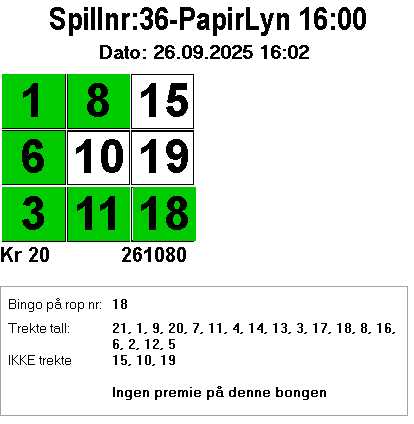 Spillnr:36-PapirLyn 16:00
Dato: 26.09.2025 16:02
1 8 15
6 10 19
3 11 18
Kr 20 261080
Bingo på rop nr: 18
Trekte tall: 21, 1, 9, 20, 7, 11, 4, 14, 13, 3, 17, 18, 8, 16,
6, 2, 12, 5
IKKE trekte 15, 10, 19
Ingen premie på denne bongen